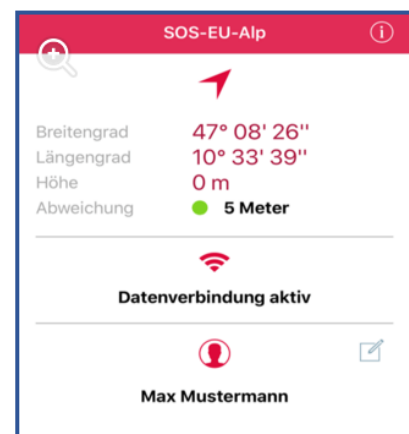 SOS-EU-Alp
Breitengrad 47° 08' 26''
Längengrad 10° 33' 39''
Höhe 0 m
Abweichung 5 Meter
Datenverbindung aktiv
Max Mustermann